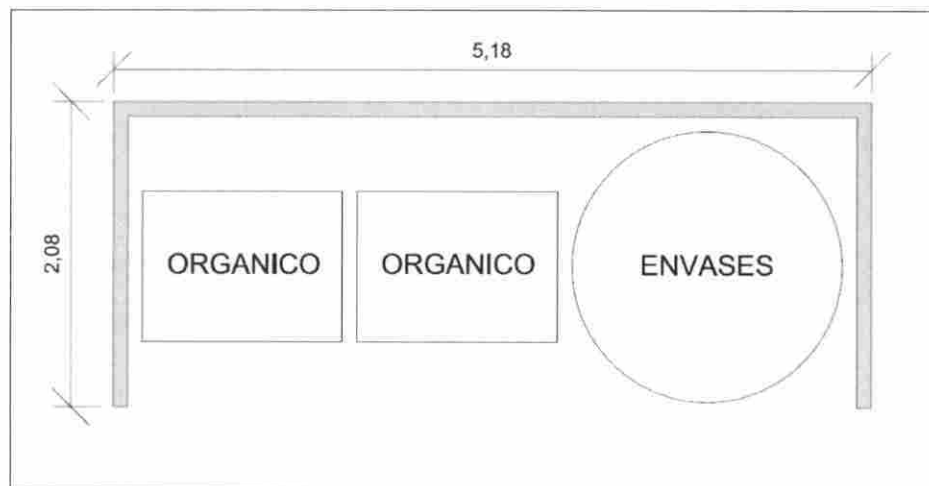 5,18
2,08
ORGANICO
ORGANICO
ENVASES